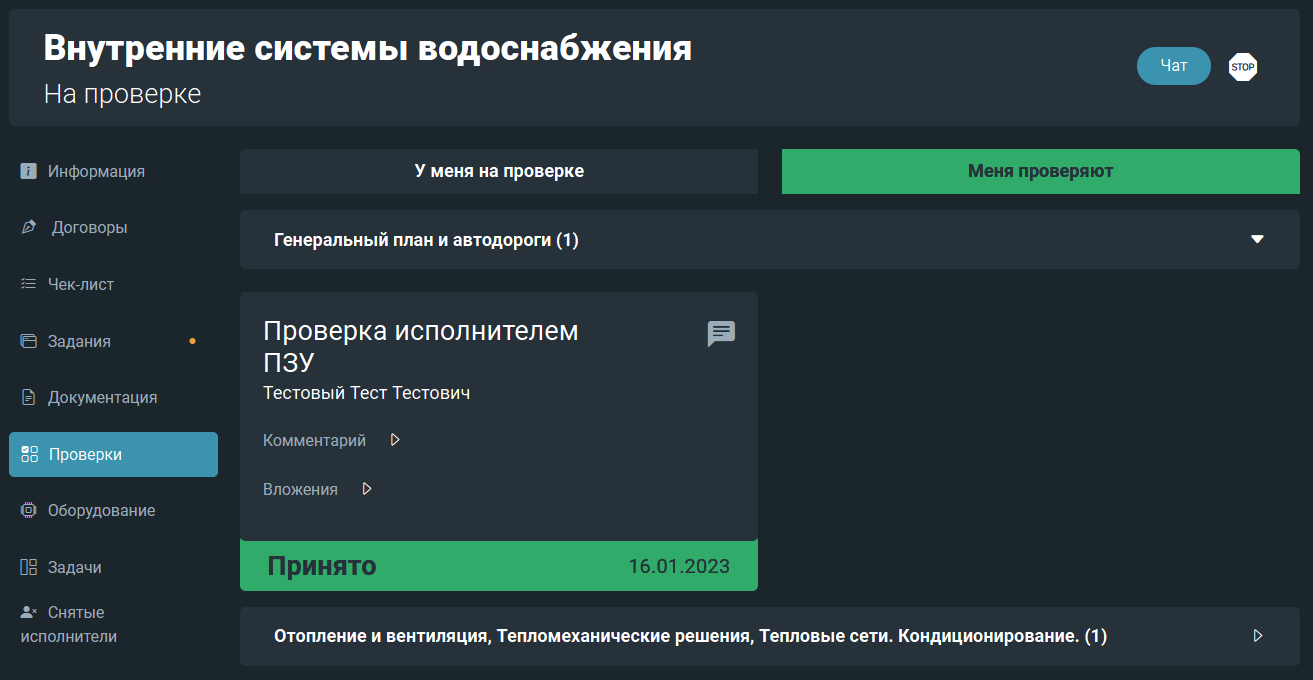 Внутренние системы водоснабжения
На проверке
Чат
STOP
Информация
Договоры
Чек-лист
Задания
Документация
Проверки
Оборудование
Задачи
Снятые
исполнители
У меня на проверке
Меня проверяют
Генеральный план и автодороги (1)
Проверка исполнителем
ПЗУ
Тестовый Тест Тестович
Комментарий
Вложения
Принято 16.01.2023
Отопление и вентиляция, Тепломеханические решения, Тепловые сети. Кондиционирование. (1)